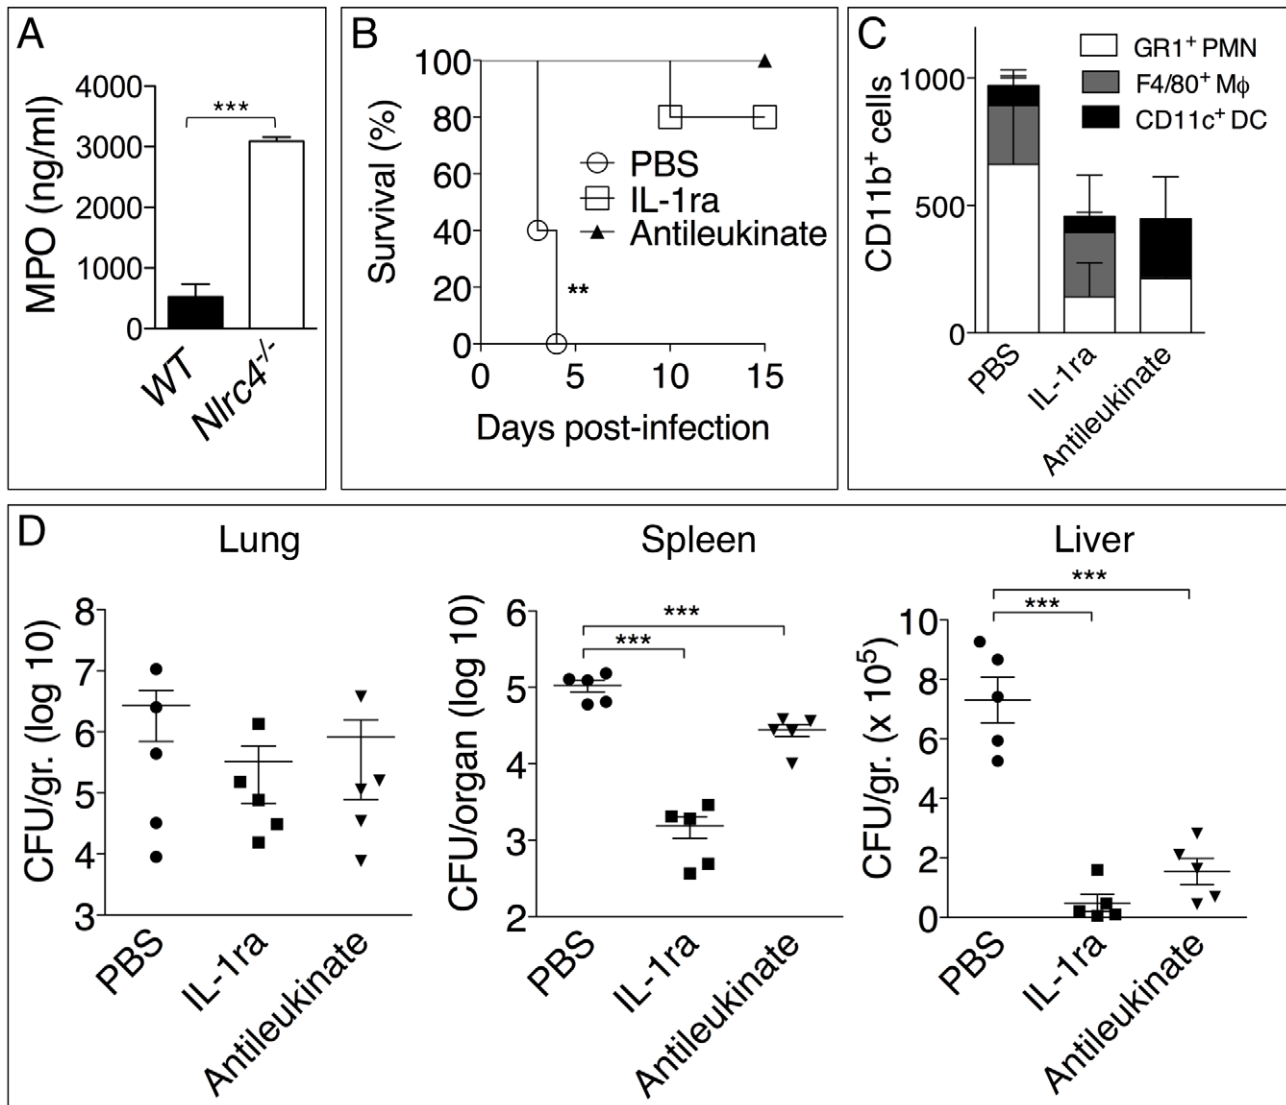 A
MPO (ng/ml)
4000
3000
2000
1000
0
***
WT
Nlrc4-/-
B
Survival (%)
100
80
60
40
20
0
PBS
IL-1ra
Antileukinate
**
0 5 10 15
Days post-infection
C
CD11b+ cells
1000
500
0
GR1+ PMN
F4/80+ Mϕ
CD11c+ DC
PBS
IL-1ra
Antileukinate
D
Lung
CFU/gr. (log 10)
8
7
6
5
4
3
PBS
IL-1ra
Antileukinate
Spleen
CFU/organ (log 10)
6
5
4
3
2
***
***
PBS
IL-1ra
Antileukinate
Liver
CFU/gr. (x 10⁵)
10
8
6
4
2
0
***
***
PBS
IL-1ra
Antileukinate